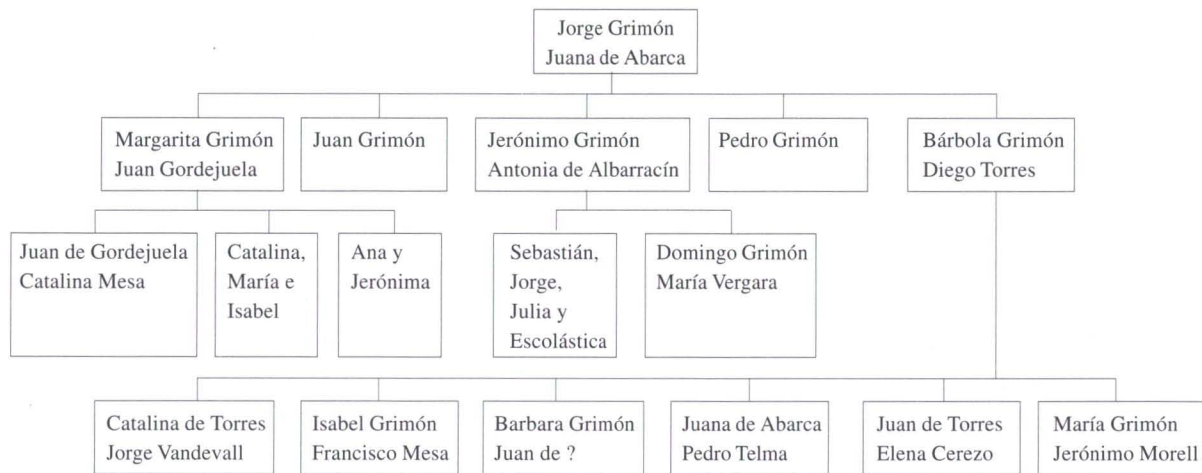 Jorge Grimón
Juana de Abarca
Margarita Grimón
Juan Gordejuela
Juan Grimón
Jerónimo Grimón
Antonia de Albarracín
Pedro Grimón
Bárbola Grimón
Diego Torres
Juan de Gordejuela
Catalina Mesa
Catalina,
María e
Isabel
Ana y
Jerónima
Sebastián,
Jorge,
Julia y
Escolástica
Domingo Grimón
María Vergara
Catalina de Torres
Jorge Vandevall
Isabel Grimón
Francisco Mesa
Barbara Grimón
Juan de ?
Juana de Abarca
Pedro Telma
Juan de Torres
Elena Cerezo
María Grimón
Jerónimo Morell